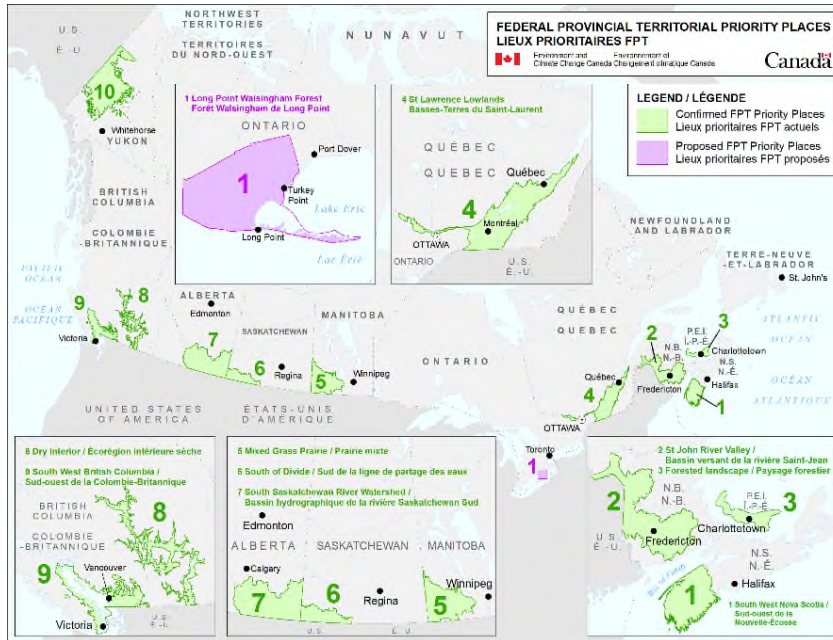 FEDERAL PROVINCIAL TERRITORIAL PRIORITY PLACES
LIEUX PRIORITAIRES FPT
Environment and
Climate Change Canada
Environnement et
Changement climatique Canada
Canada
LEGEND / LÉGENDE
Confirmed FPT Priority Places
Lieux prioritaires FPT actuels
Proposed FPT Priority Places
Lieux prioritaires FPT proposés
U.S.
É.-U.
NORTHWEST
TERRITORIES
TERRITOIRES
DU NORD-OUEST
NUNAVUT
10
Whitehorse
YUKON
BRITISH
COLUMBIA
COLOMBIE
-BRITANNIQUE
PACIFIC
OCEAN
OCÉAN
PACIFIQUE
1 Long Point Walsingham Forest
Forêt Walsingham de Long Point
ONTARIO
Port Dover
1
Turkey
Point
Lake Erie
Long Point
Lac Érié
4 St Lawrence Lowlands
Basses-Terres du Saint-Laurent
QUÉBEC
QUEBEC
Québec
4
Montréal
OTTAWA
ONTARIO
U.S.
É.-U.
NEWFOUNDLAND
AND LABRADOR
TERRE-NEUVE
-ET-LABRADOR
St. John's
9
8
Victoria
ALBERTA
Edmonton
SASKATCHEWAN
MANITOBA
7
6
Regina
5
Winnipeg
ONTARIO
QUÉBEC
QUEBEC
Québec
4
OTTAWA
Toronto
1
2
N.B.
N.-B.
Fredericton
P.E.I.
Î.-P.-É.
3
Charlottetown
N.S.
N.-É.
Halifax
1
ATLANTIC
OCEAN
OCÉAN
ATLANTIQUE
UNITED STATES
OF AMERICA
ÉTATS-UNIS
D'AMÉRIQUE
8 Dry Interior / Écorégion intérieure sèche
9 South West British Columbia /
Sud-ouest de la Colombie-Britannique
BRITISH
COLUMBIA
COLOMBIE
-BRITANNIQUE
8
9
Vancouver
Victoria
U.S.
É.-U.
5 Mixed Grass Prairie / Prairie mixte
6 South of Divide / Sud de la ligne de partage des eaux
7 South Saskatchewan River Watershed /
Bassin hydrographique de la rivière Saskatchewan Sud
Edmonton
ALBERTA
SASKATCHEWAN
MANITOBA
Calgary
7
6
Regina
5
Winnipeg
U.S.
É.-U.
2 St John River Valley /
Bassin versant de la rivière Saint-Jean
3 Forested landscape / Paysage forestier
2
N.B.
N.-B.
P.E.I.
Î.-P.-É.
3
Charlottetown
Fredericton
U.S.
É.-U.
N.S.
N.-É.
Halifax
1
1 South West Nova Scotia /
Sud-ouest de la
Nouvelle-Écosse